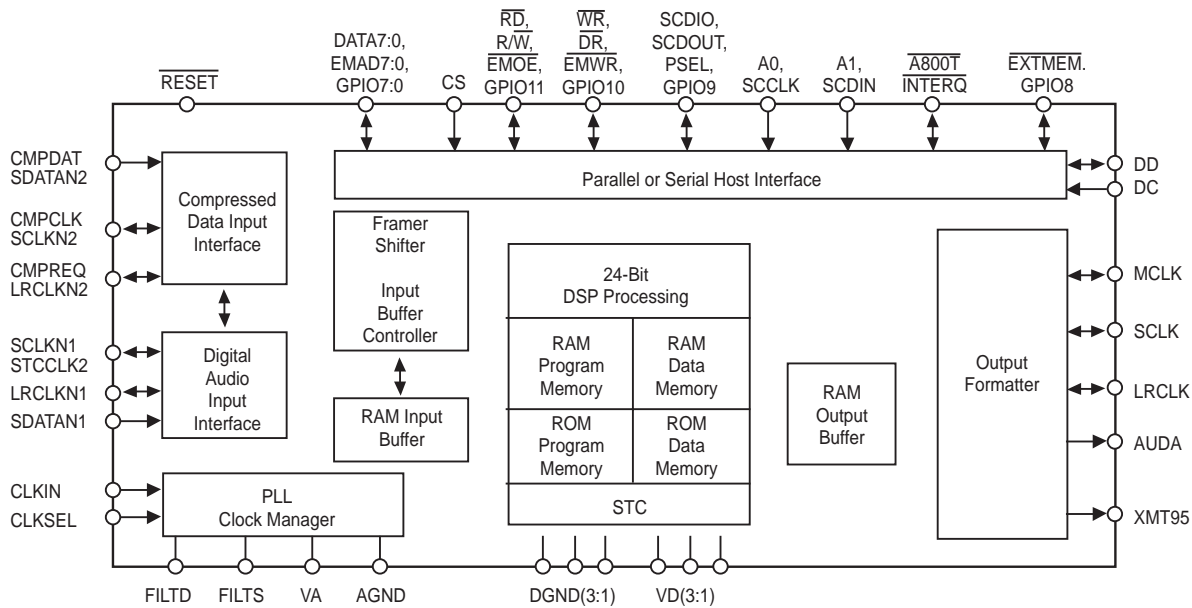 RD,
R/W,
EMOE,
GPIO11
WR,
DR,
EMWR,
GPIO10
SCDIO,
SCDOUT,
PSEL,
GPIO9
DATA7:0,
EMAD7:0,
GPIO7:0
CS
A0,
SCCLK
A1,
SCDIN
A800T
INTERQ
EXTMEM.
GPIO8
RESET
CMPDAT
SDATAN2
CMPCLK
SCLKN2
CMPREQ
LRCLKN2
SCLKN1
STCCLK2
LRCLKN1
SDATAN1
CLKIN
CLKSEL
Compressed
Data Input
Interface
Digital
Audio
Input
Interface
PLL
Clock Manager
Parallel or Serial Host Interface
Framer
Shifter
Input
Buffer
Controller
RAM Input
Buffer
24-Bit
DSP Processing
RAM
Program
Memory
RAM
Data
Memory
ROM
Program
Memory
ROM
Data
Memory
STC
RAM
Output
Buffer
Output
Formatter
DD
DC
MCLK
SCLK
LRCLK
AUDA
XMT95
FILTD
FILTS
VA
AGND
DGND(3:1)
VD(3:1)